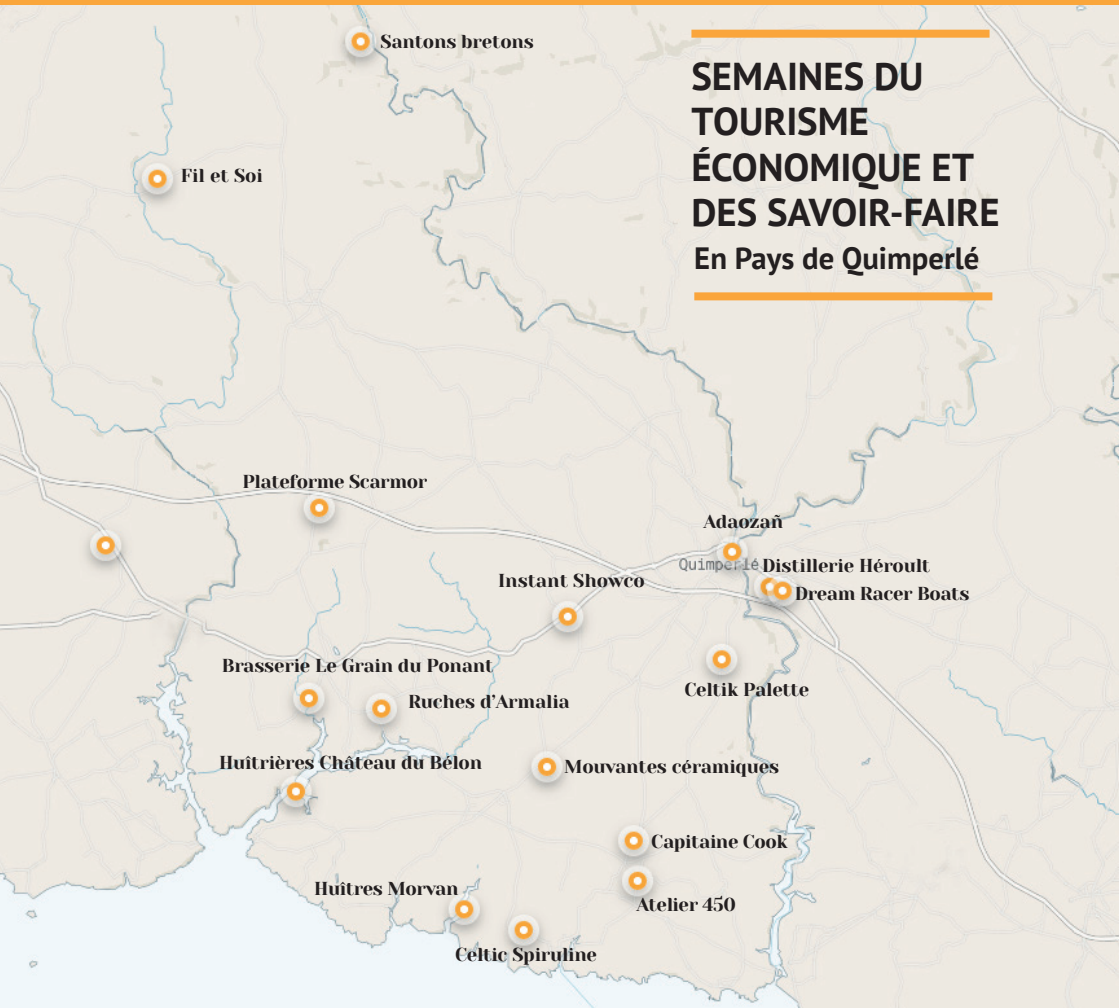 Santons bretons
SEMAINES DU
TOURISME
ÉCONOMIQUE ET
DES SAVOIR-FAIRE
En Pays de Quimperlé
Fil et Soi
Plateforme Scarmor
Adaozañ
Quimperlé
Distillerie Héroult
Instant Showco
Dream Racer Boats
Brasserie Le Grain du Ponant
Celtik Palette
Ruches d'Armalia
Huîtrières Château du Bélon
Mouvantes céramiques
Capitaine Cook
Huîtres Morvan
Atelier 450
Celtic Spiruline